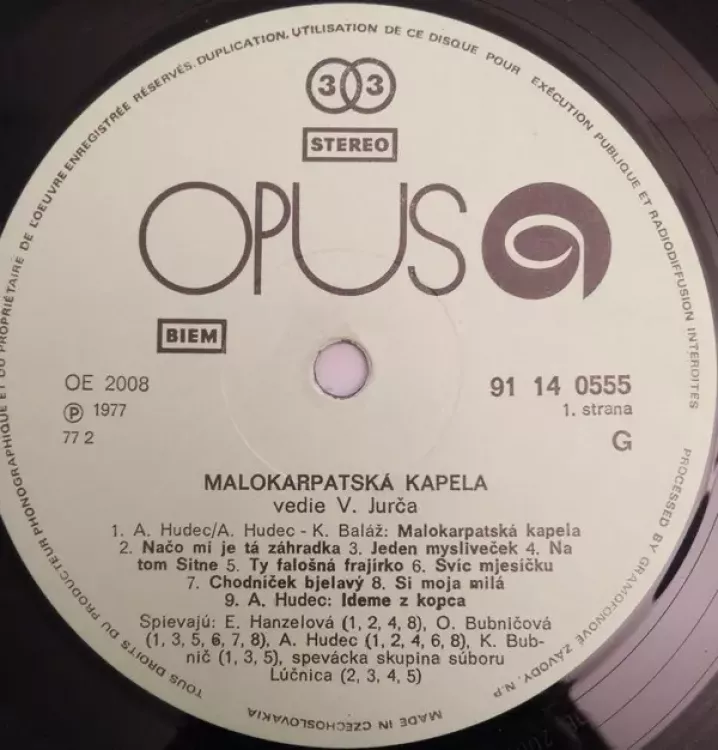 TOUS DROITS DU PRODUCTEUR PHONOGRAPHIQUE ET DU PROPRIÉTAIRE DE L'OEUVRE ENREGISTRÉE RÉSERVÉS. DUPLICATION, UTILISATION DE CE DISQUE POUR EXÉCUTION PUBLIQUE ET RADIODIFFUSION INTERDITES
33
STEREO
OPUS
BIEM
OE 2008
91 14 0555
Ⓟ 1977
1. strana
77 2
G
MALOKARPATSKÁ KAPELA
vedie V. Jurča
1. A. Hudec/A. Hudec - K. Baláž: Malokarpatská kapela
2. Načo mi je tá záhradka 3. Jeden mysliveček 4. Na
tom Sitne 5. Ty falošná frajírko 6. Svic mjesíčku
7. Chodníček bjelavý 8. Si moja milá
9. A. Hudec: Ideme z kopca
Spievajú: E. Hanzelová (1, 2, 4, 8), O. Bubničová
(1, 3, 5, 6, 7, 8), A. Hudec (1, 2, 4, 6, 8), K. Bub-
nič (1, 3, 5), spevácka skupina súboru
Lúčnica (2, 3, 4, 5)
PROCESSED BY GRAMOFONOVÉ ZÁVODY, N.P
MADE IN CZECHOSLOVAKIA